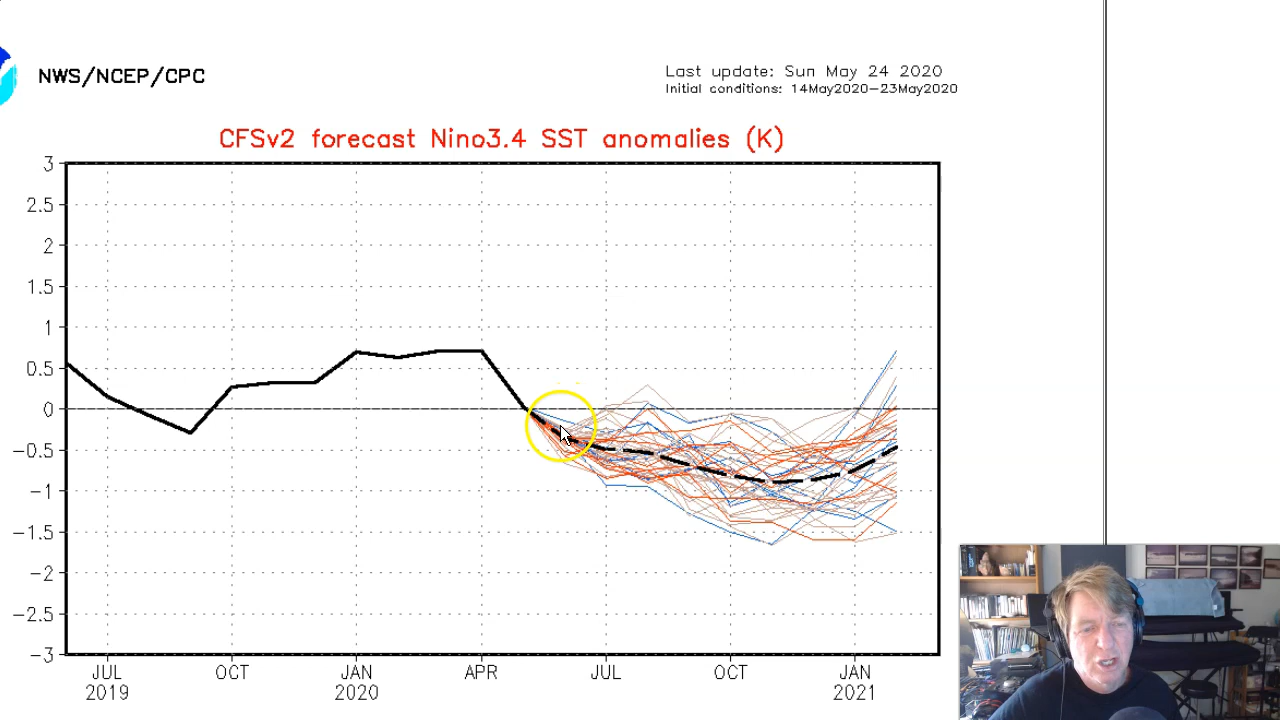 NWS/NCEP/CPC
Last update: Sun May 24 2020
Initial conditions: 14May2020-23May2020
CFSv2 forecast Nino3.4 SST anomalies (K)
3
2.5
2
1.5
1
0.5
0
-0.5
-1
-1.5
-2
-2.5
-3
JUL OCT JAN APR JUL OCT JAN
2019 2020 2021